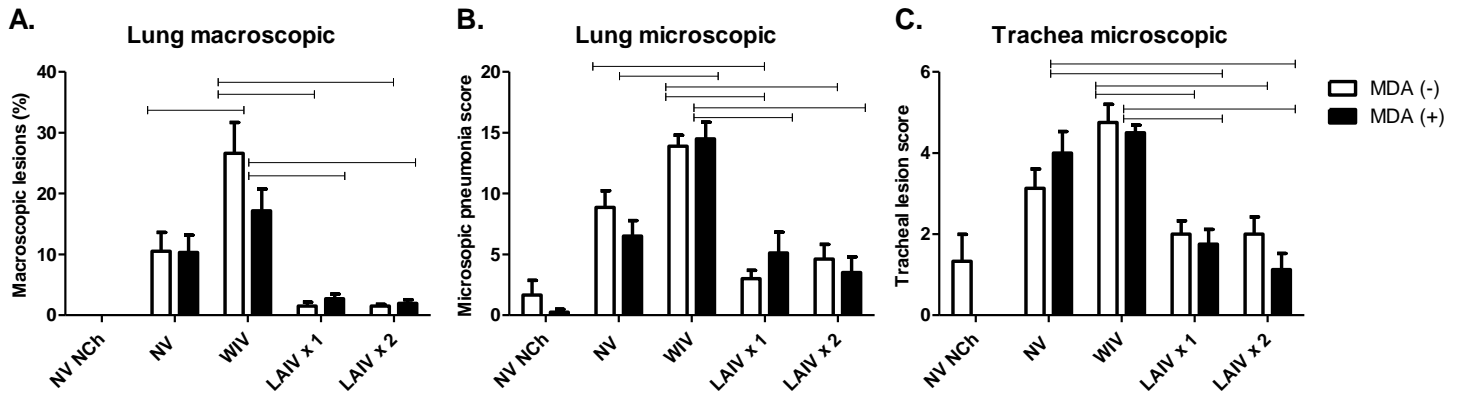 A.
Lung macroscopic
Macroscopic lesions (%)
40
30
20
10
0
NV NCh
NV
WIV
LAIV x 1
LAIV x 2
B.
Lung microscopic
Microsopic pneumonia score
20
15
10
5
0
NV NCh
NV
WIV
LAIV x 1
LAIV x 2
C.
Trachea microscopic
Tracheal lesion score
6
4
2
0
NV NCh
NV
WIV
LAIV x 1
LAIV x 2
MDA (-)
MDA (+)